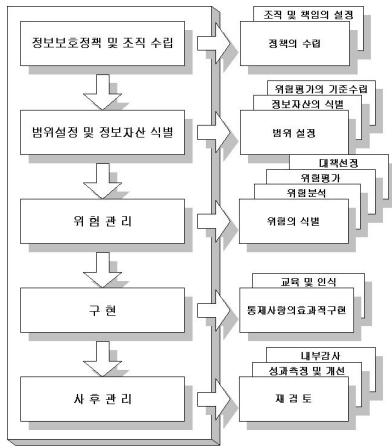 조직 및 책임의 설정
정보보호정책 및 조직 수립
정책의 수립
위험평가의 기준수립
정보자산의 식별
범위설정 및 정보자산 식별
범위 설정
대책선정
위험평가
위험분석
위험 관리
위험의 식별
교육 및 인식
구 현
통제사항의효과적구현
내부감사
성과측정 및 개선
사 후 관 리
재 검 토